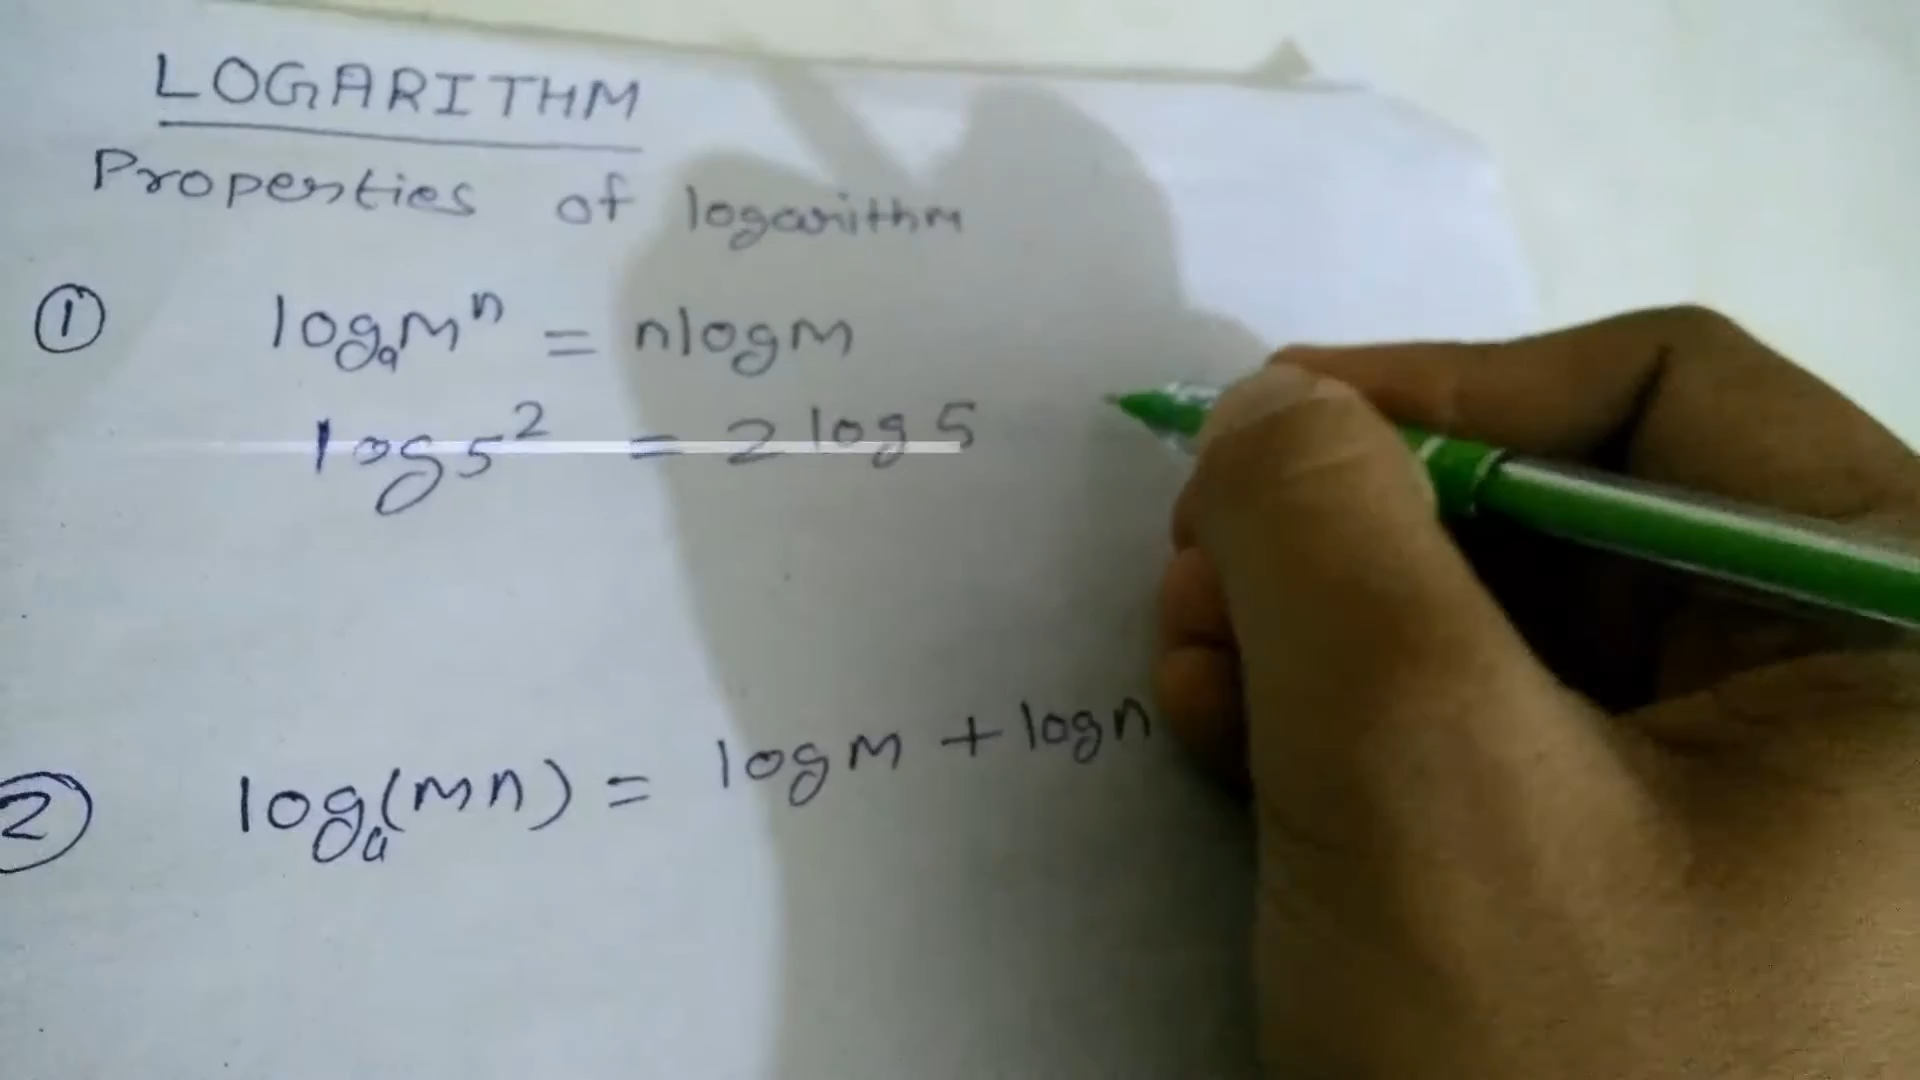 LOGARITHM
Properties of logarithm
① logₐmⁿ = nlogm
log5² = 2log5
② logₐ(mn) = logm + logn